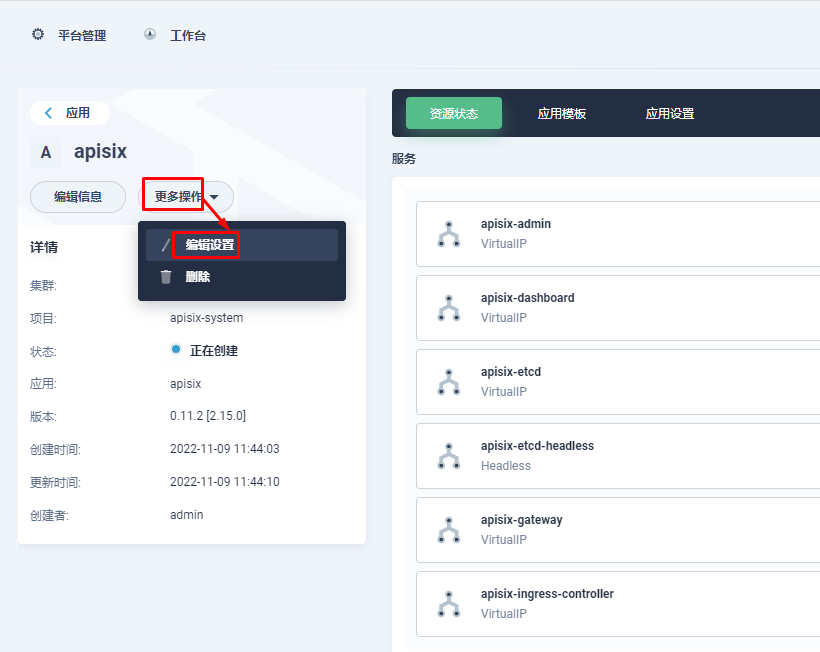 平台管理
工作台
应用
A
apisix
编辑信息
更多操作
编辑设置
删除
详情
集群:
项目:
apisix-system
状态:
正在创建
应用:
apisix
版本:
0.11.2 [2.15.0]
创建时间:
2022-11-09 11:44:03
更新时间:
2022-11-09 11:44:10
创建者:
admin
资源状态
应用模板
应用设置
服务
apisix-admin
VirtualIP
apisix-dashboard
VirtualIP
apisix-etcd
VirtualIP
apisix-etcd-headless
Headless
apisix-gateway
VirtualIP
apisix-ingress-controller
VirtualIP